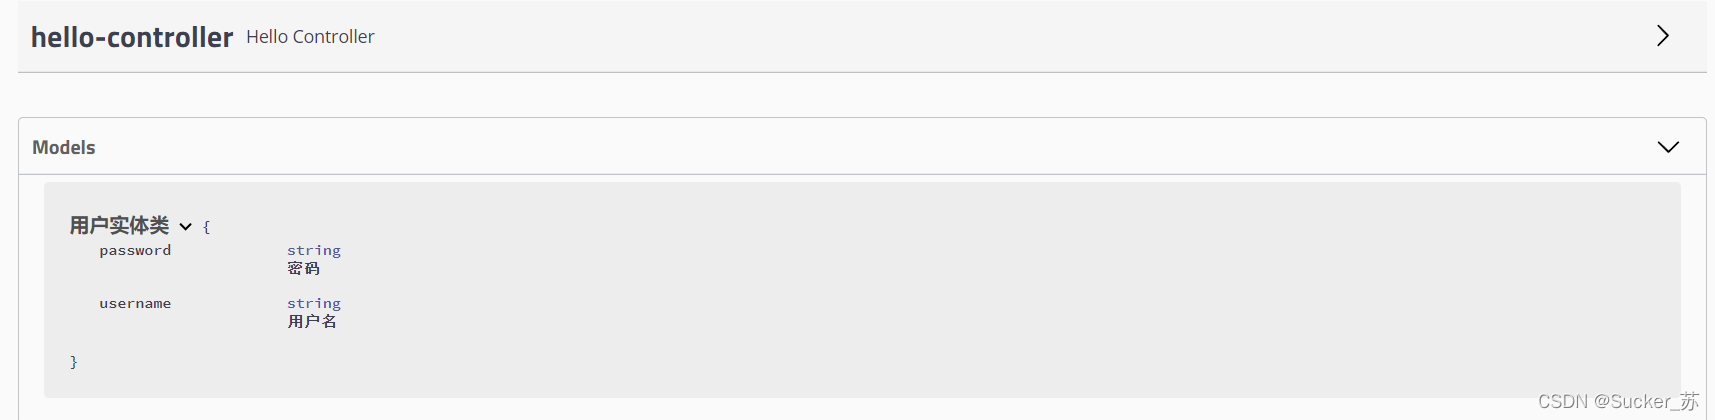 hello-controller Hello Controller
Models
用户实体类 {
password string
密码
username string
用户名
}
CSDN @Sucker_苏